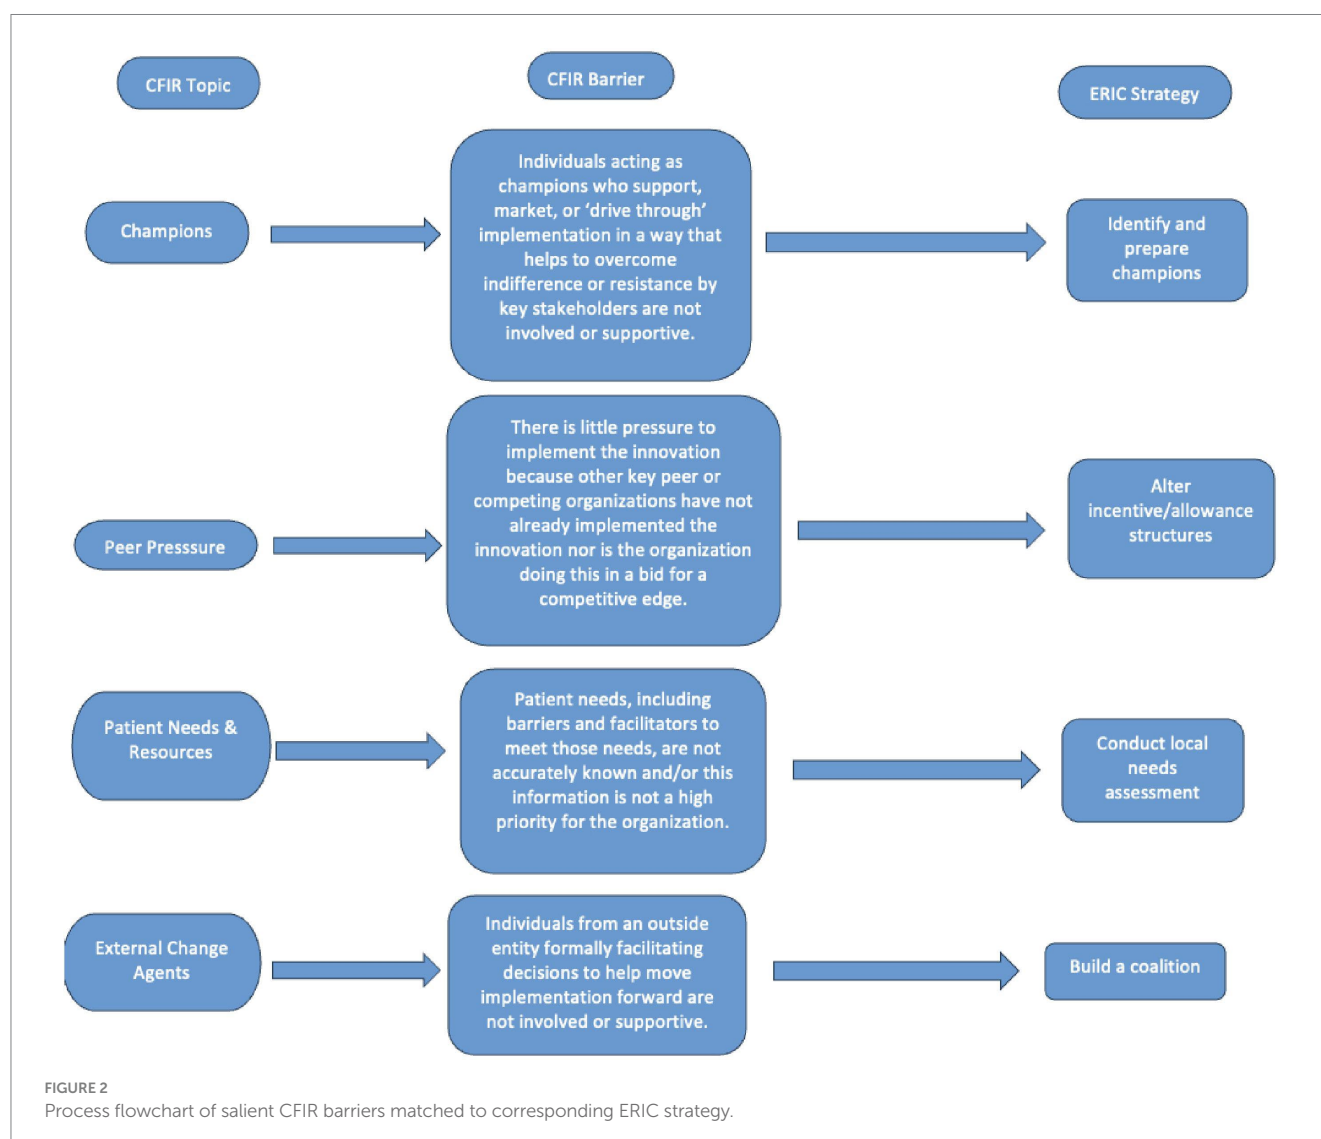 CFIR Topic
CFIR Barrier
ERIC Strategy
Champions
Individuals acting as
champions who support,
market, or ‘drive through’
implementation in a way that
helps to overcome
indifference or resistance by
key stakeholders are not
involved or supportive.
Identify and
prepare
champions
Peer Presssure
There is little pressure to
implement the innovation
because other key peer or
competing organizations have not
already implemented the
innovation nor is the organization
doing this in a bid for a
competitive edge.
Alter
incentive/allowance
structures
Patient Needs &
Resources
Patient needs, including
barriers and facilitators to
meet those needs, are not
accurately known and/or this
information is not a high
priority for the organization.
Conduct local
needs
assessment
External Change
Agents
Individuals from an outside
entity formally facilitating
decisions to help move
implementation forward are
not involved or supportive.
Build a coalition
FIGURE 2
Process flowchart of salient CFIR barriers matched to corresponding ERIC strategy.